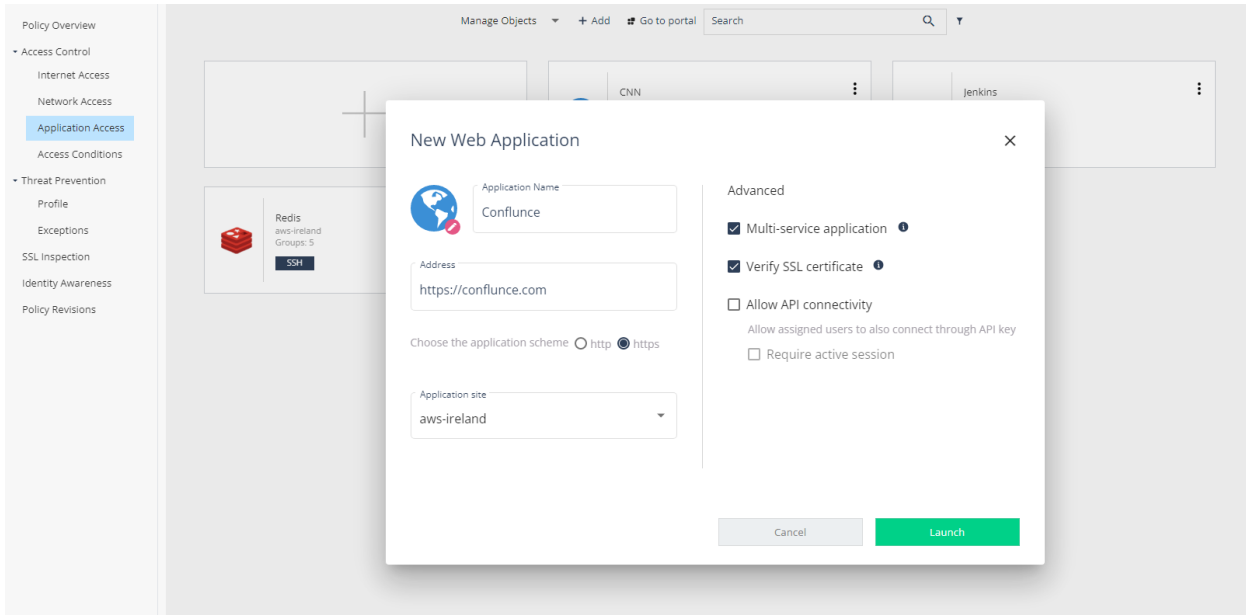 Policy Overview
Access Control
Internet Access
Network Access
Application Access
Access Conditions
Threat Prevention
Profile
Exceptions
SSL Inspection
Identity Awareness
Policy Revisions
Manage Objects
+ Add
Go to portal
Search
CNN
Jenkins
Redis
aws-ireland
Groups: 5
SSH
New Web Application
Application Name
Conflunce
Address
https://conflunce.com
Choose the application scheme http https
Application site
aws-ireland
Advanced
Multi-service application
Verify SSL certificate
Allow API connectivity
Allow assigned users to also connect through API key
Require active session
Cancel
Launch